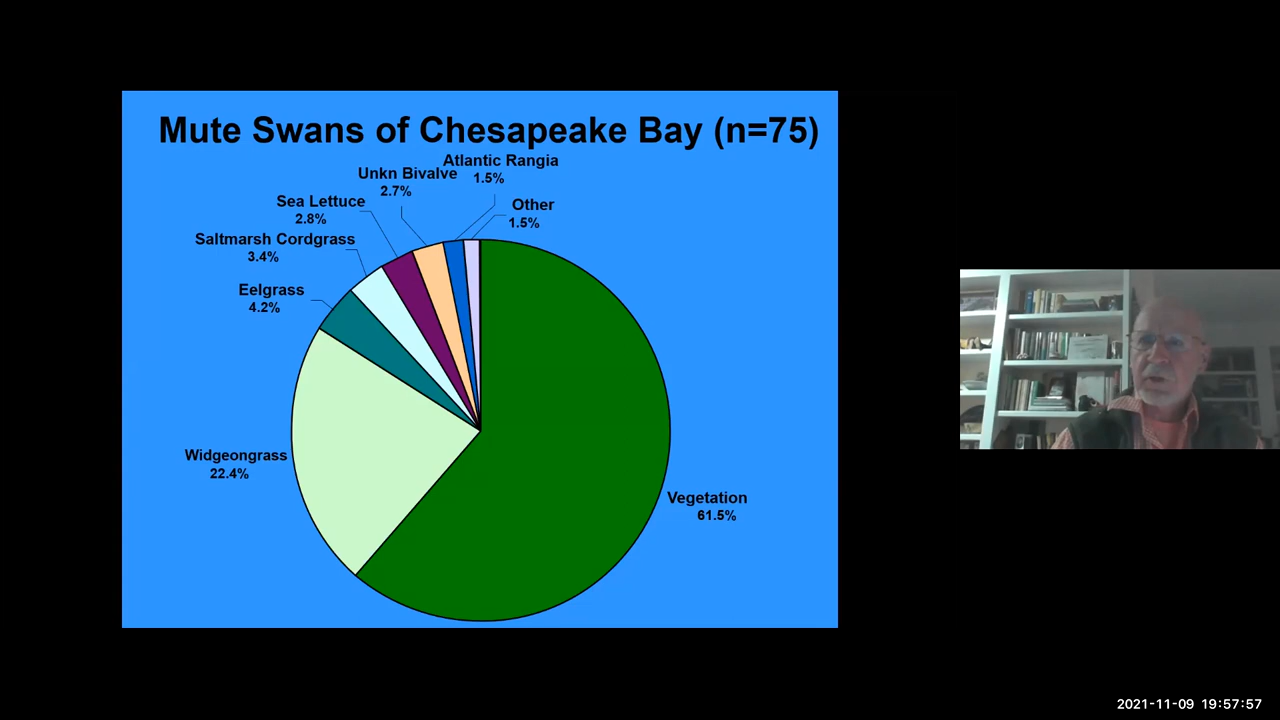 Mute Swans of Chesapeake Bay (n=75)
Atlantic Rangia
1.5%
Unkn Bivalve
2.7%
Sea Lettuce
2.8%
Other
1.5%
Saltmarsh Cordgrass
3.4%
Eelgrass
4.2%
Widgeongrass
22.4%
Vegetation
61.5%
2021-11-09 19:57:57